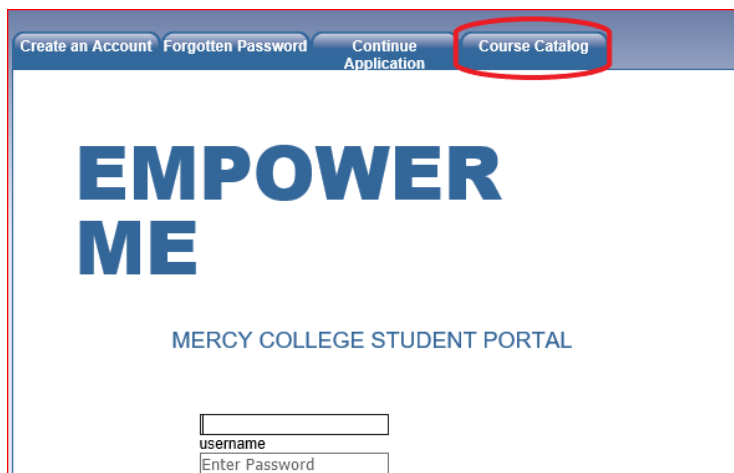 Create an Account Forgotten Password Continue Application Course Catalog
EMPOWER
ME
MERCY COLLEGE STUDENT PORTAL
username
Enter Password